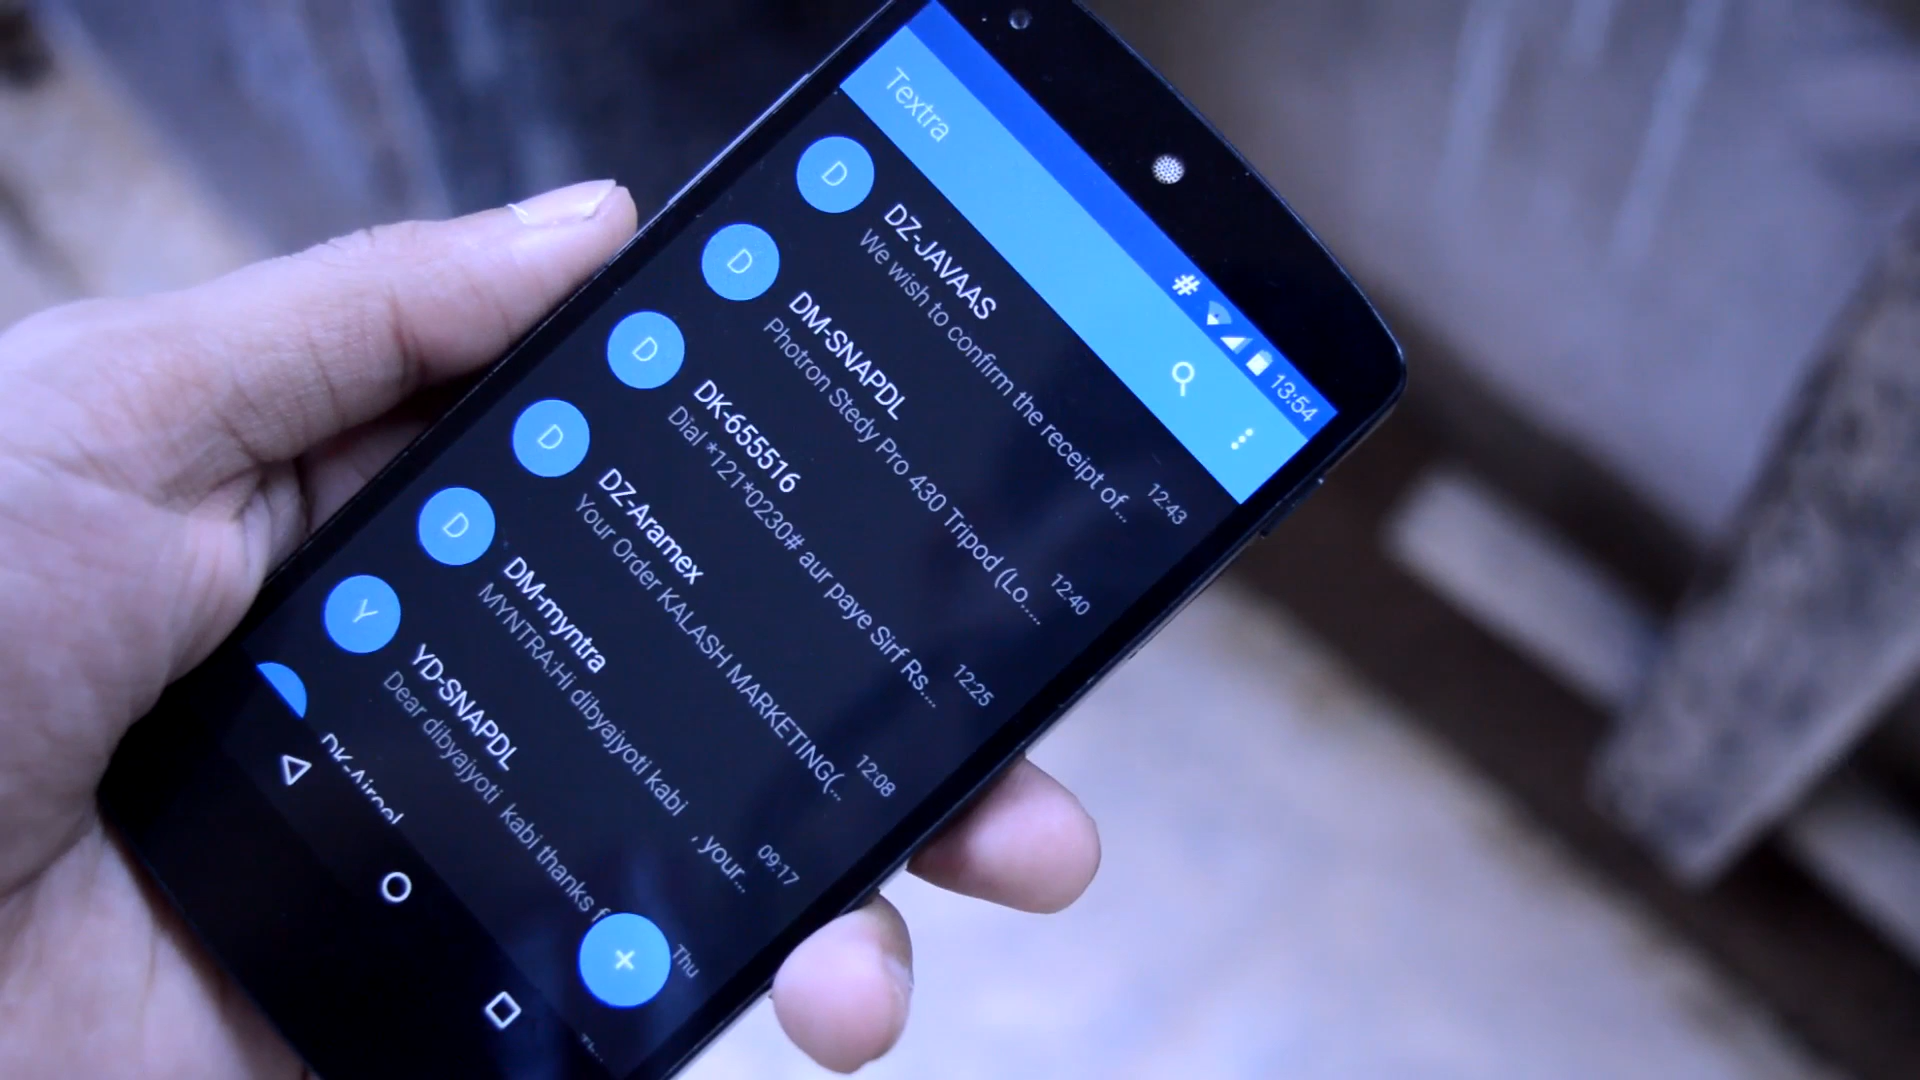 # 13:54
Textra
D
DZ-JAVAAS
We wish to confirm the receipt of...
12:43
D
DM-SNAPDL
Photron Stedy Pro 430 Tripod (Lo...
12:40
D
DK-655516
Dial *121*0230# aur paye Sirf Rs...
12:25
D
DZ-Aramex
Your Order KALASH MARKETING(...
12:08
D
DM-myntra
MYNTRA:Hi dibyajyoti kabi , your...
09:17
Y
YD-SNAPDL
Dear dibyajyoti kabi thanks f
Thu
+